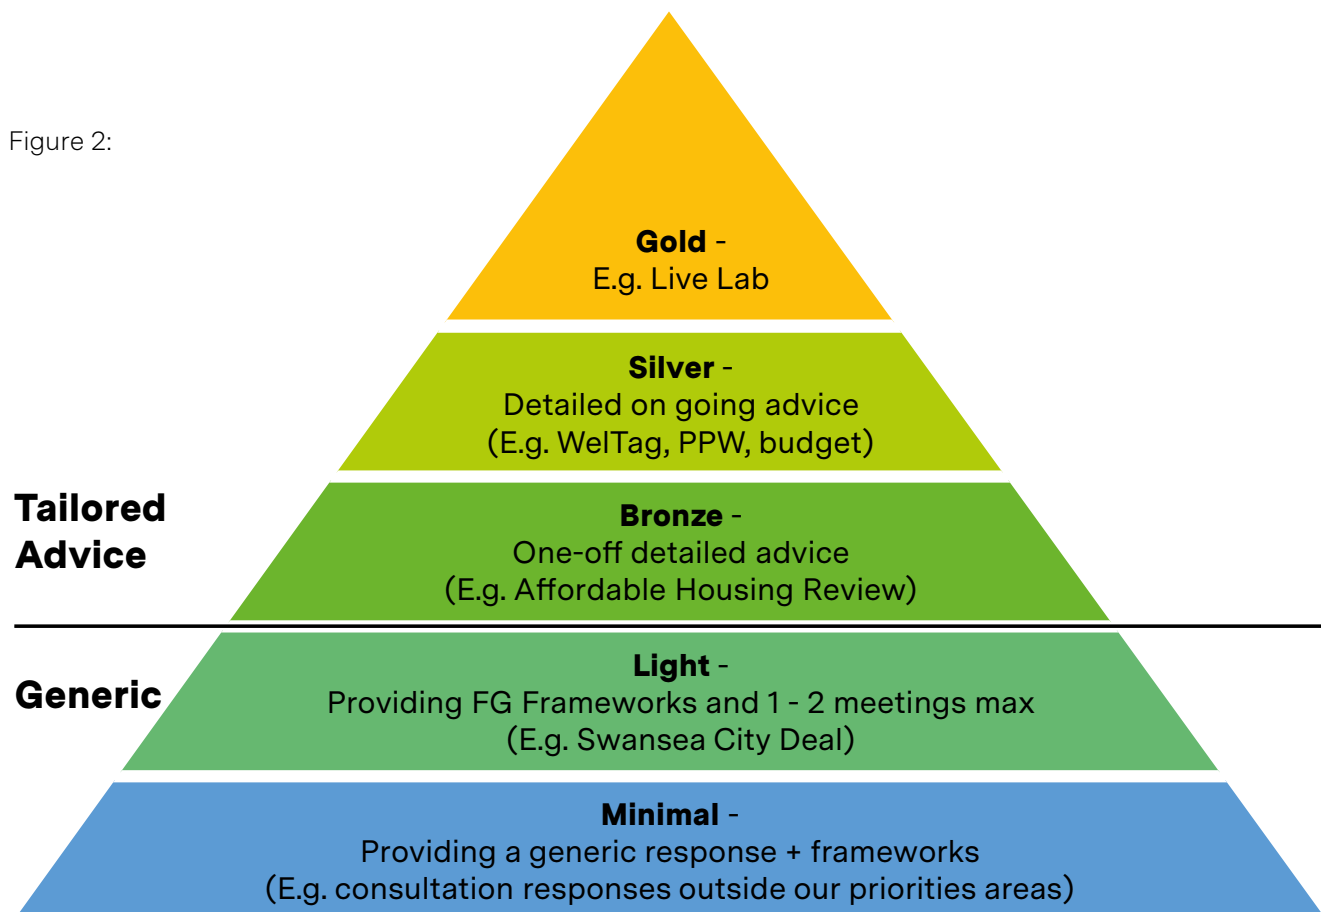 Figure 2:
Gold -
E.g. Live Lab
Silver -
Detailed on going advice
(E.g. WelTag, PPW, budget)
Tailored
Advice
Bronze -
One-off detailed advice
(E.g. Affordable Housing Review)
Generic
Light -
Providing FG Frameworks and 1 - 2 meetings max
(E.g. Swansea City Deal)
Minimal -
Providing a generic response + frameworks
(E.g. consultation responses outside our priorities areas)